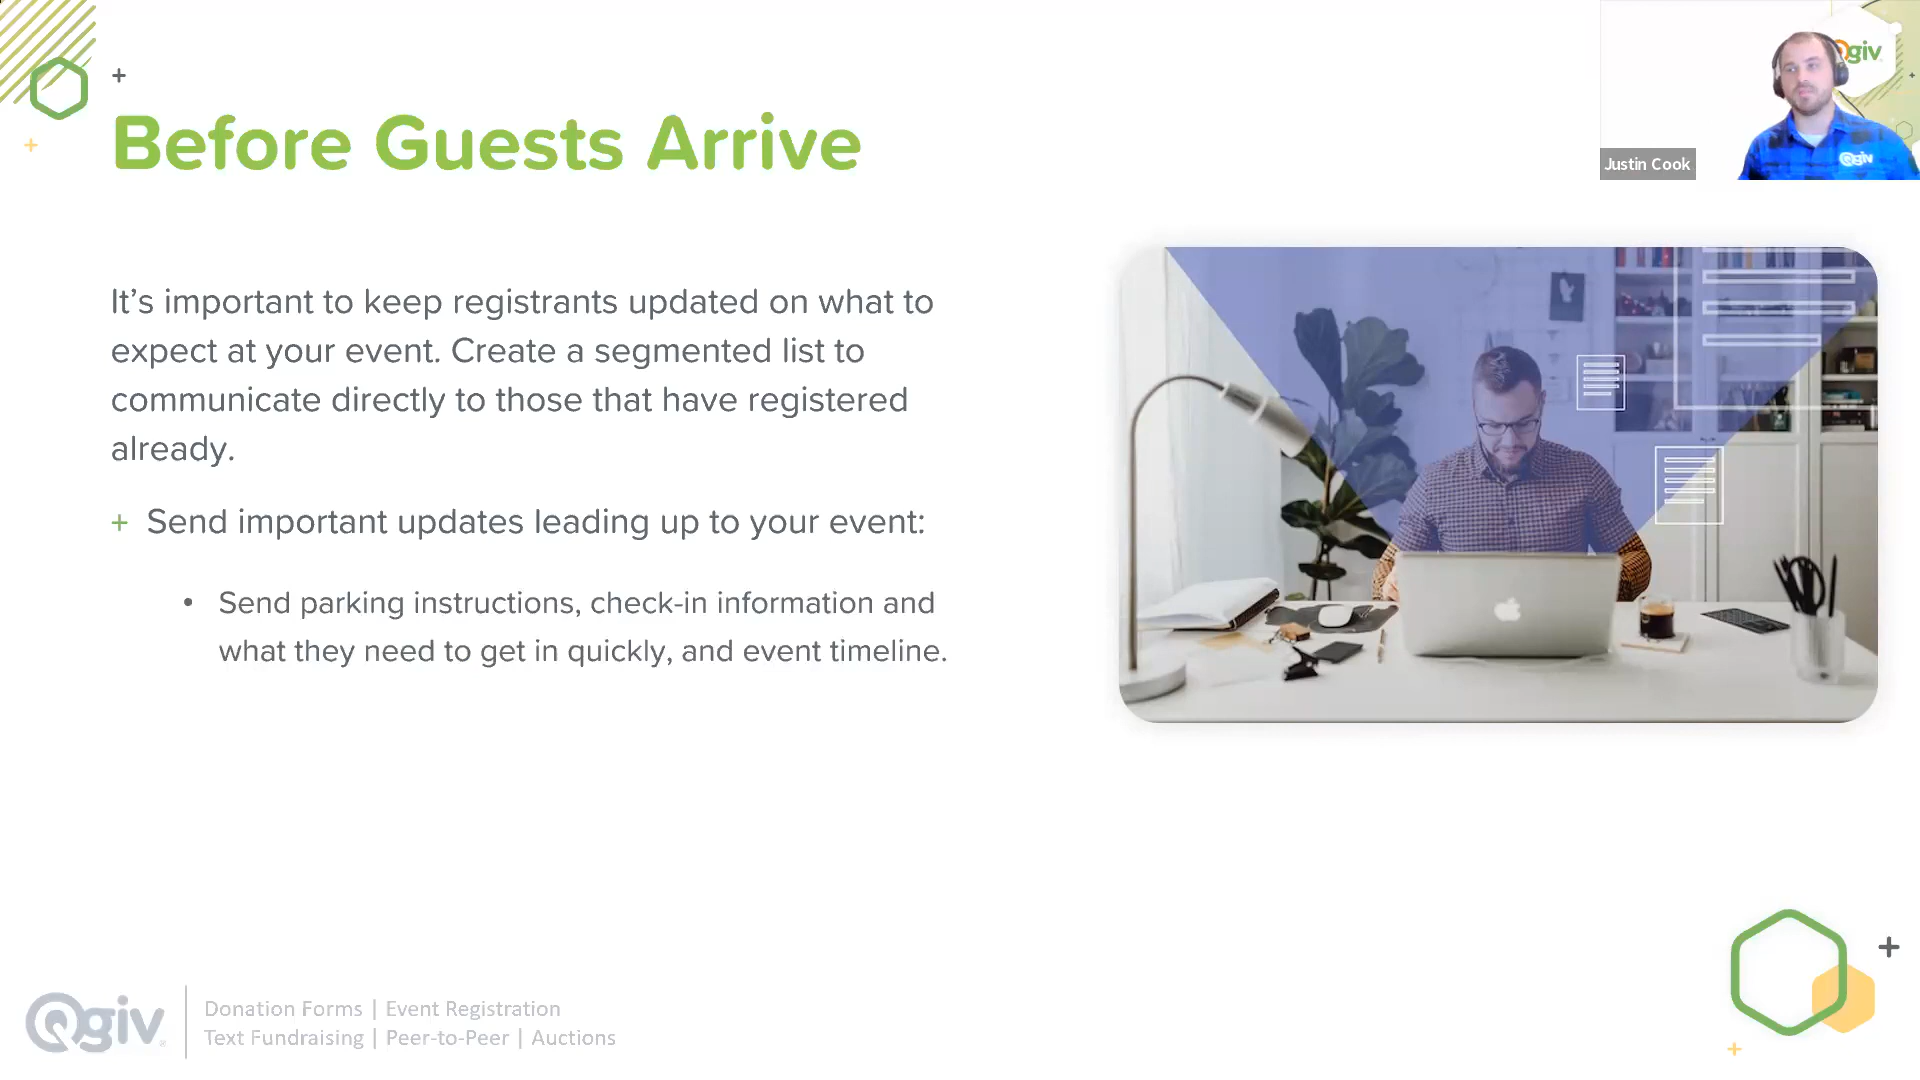 Before Guests Arrive
Qgiv
Justin Cook
Qgiv
It's important to keep registrants updated on what to
expect at your event. Create a segmented list to
communicate directly to those that have registered
already.
+ Send important updates leading up to your event:
• Send parking instructions, check-in information and
what they need to get in quickly, and event timeline.
Qgiv
Donation Forms | Event Registration
Text Fundraising | Peer-to-Peer | Auctions